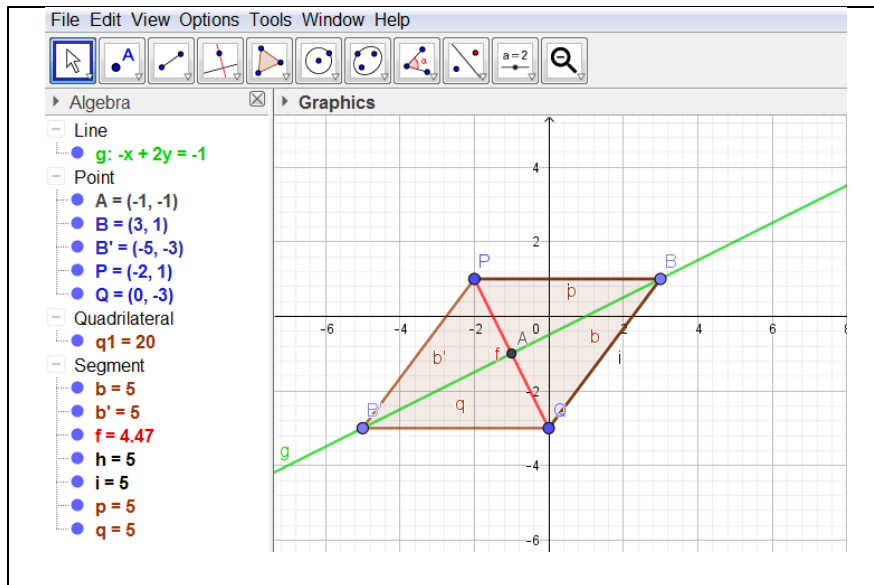 File Edit View Options Tools Window Help
A
α
a=2
Algebra
Graphics
Line
g: -x + 2y = -1
Point
A = (-1, -1)
B = (3, 1)
B' = (-5, -3)
P = (-2, 1)
Q = (0, -3)
Quadrilateral
q1 = 20
Segment
b = 5
b' = 5
f = 4.47
h = 5
i = 5
p = 5
q = 5
4
2
P
B
p
-6
-4
-2
0
2
4
6
8
A
b
b'
f
i
-2
B'
q
Q
g
-4
-6